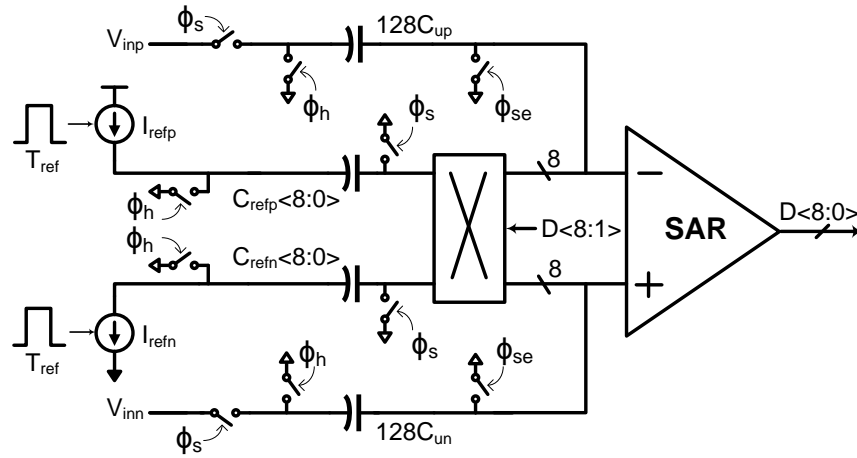 ϕs
128Cup
Vinp
ϕh
ϕse
Irefp
Tref
ϕs
8
ϕh
Crefp<8:0>
D<8:1>
SAR
D<8:0>
ϕh
Crefn<8:0>
8
Irefn
Tref
ϕs
ϕh
ϕse
Vinn
ϕs
128Cun